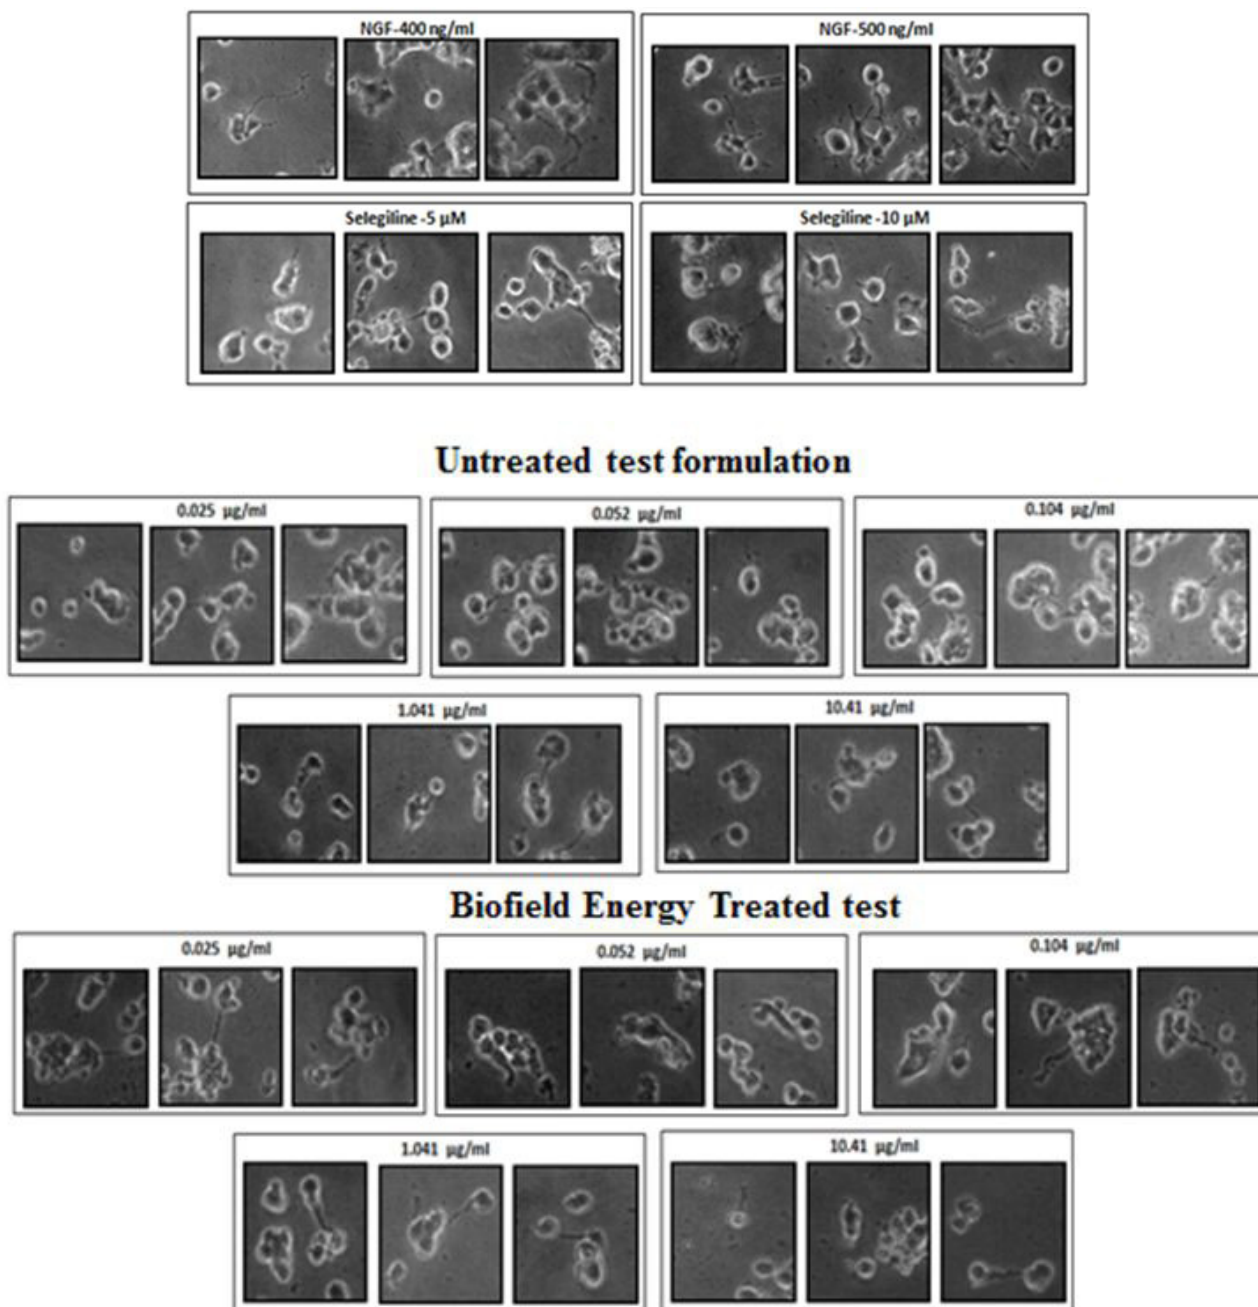 NGF-400 ng/ml
NGF-500 ng/ml
Selegiline -5 µM
Selegiline -10 µM
Untreated test formulation
0.025 µg/ml
0.052 µg/ml
0.104 µg/ml
1.041 µg/ml
10.41 µg/ml
Biofield Energy Treated test
0.025 µg/ml
0.052 µg/ml
0.104 µg/ml
1.041 µg/ml
10.41 µg/ml